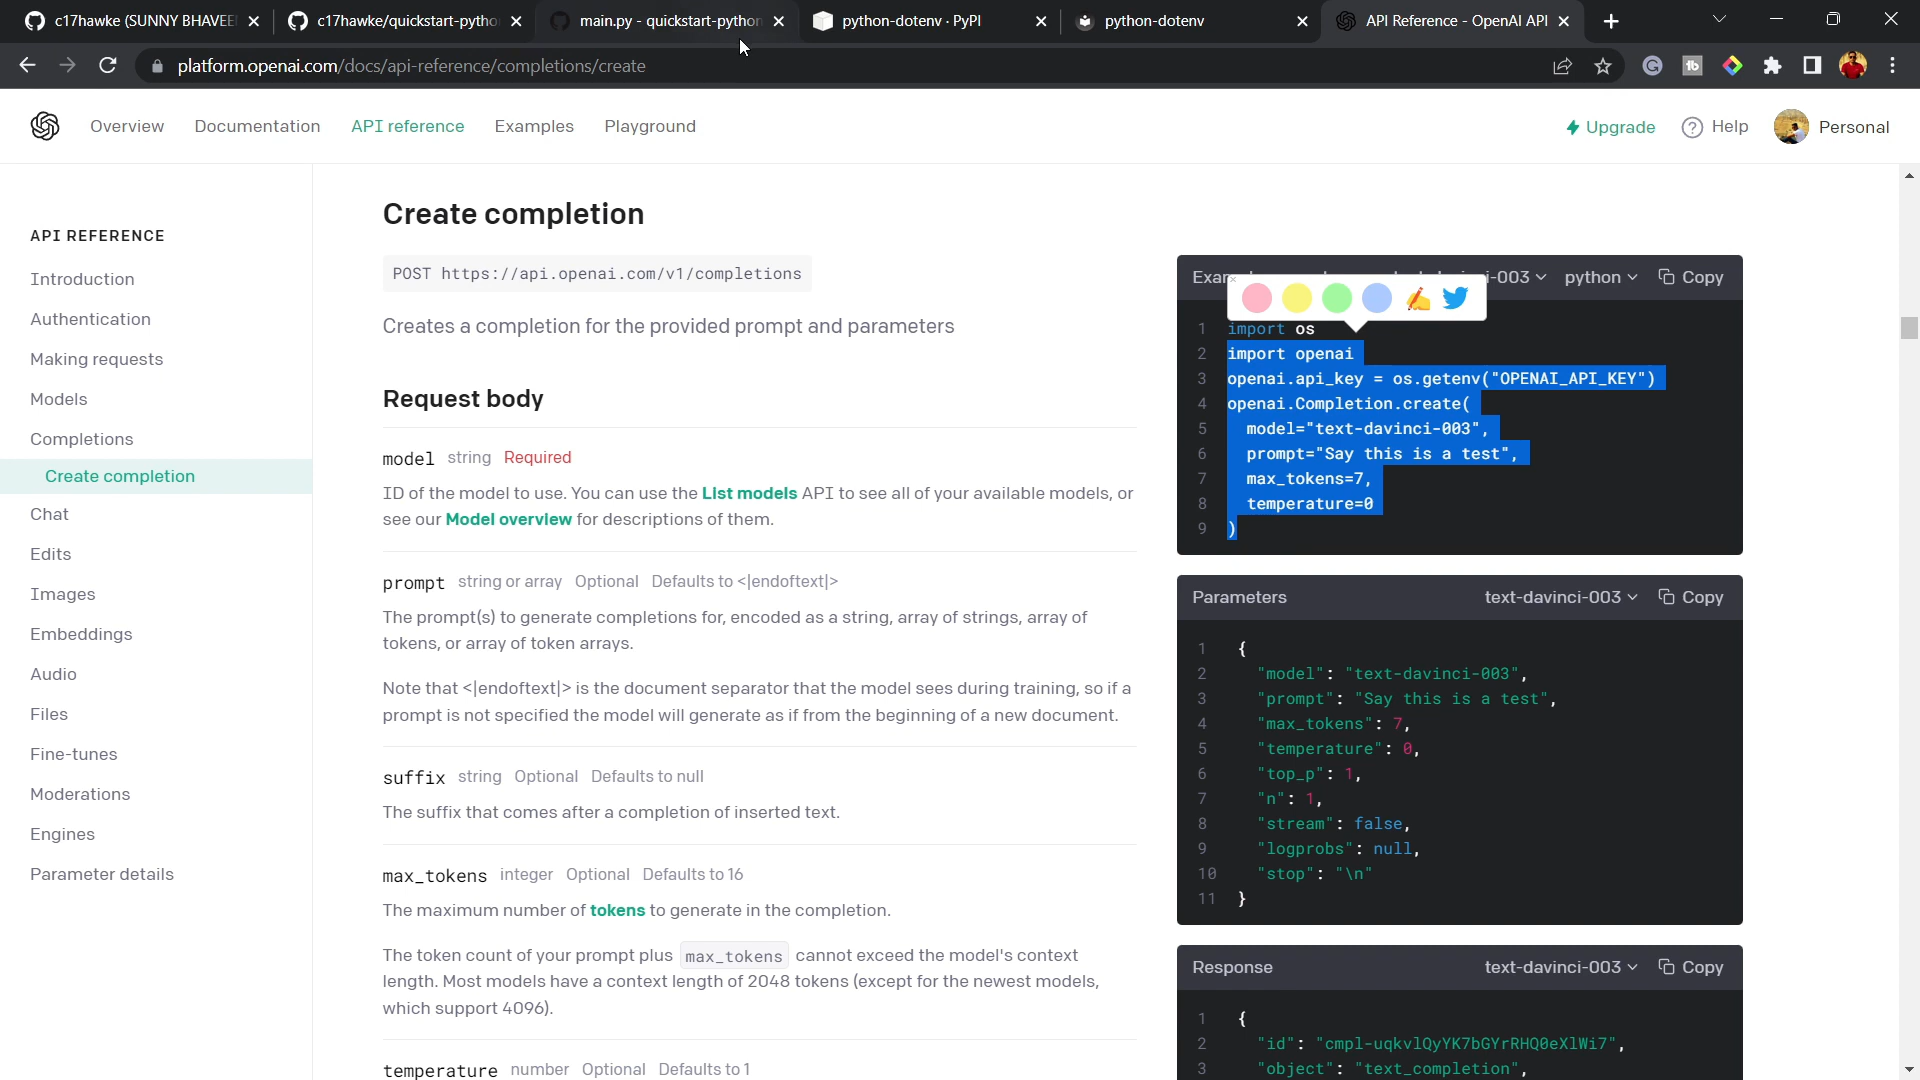 c17hawke (SUNNY BHAVEE
c17hawke/quickstart-pytho
main.py - quickstart-python
python-dotenv · PyPI
python-dotenv
API Reference - OpenAI API
platform.openai.com/docs/api-reference/completions/create
Overview
Documentation
API reference
Examples
Playground
Upgrade
Help
Personal
API REFERENCE
Introduction
Authentication
Making requests
Models
Completions
Create completion
Chat
Edits
Images
Embeddings
Audio
Files
Fine-tunes
Moderations
Engines
Parameter details
Create completion
POST https://api.openai.com/v1/completions
Creates a completion for the provided prompt and parameters
Request body
model string Required
ID of the model to use. You can use the List models API to see all of your available models, or
see our Model overview for descriptions of them.
prompt string or array Optional Defaults to <|endoftext|>
The prompt(s) to generate completions for, encoded as a string, array of strings, array of
tokens, or array of token arrays.
Note that <|endoftext|> is the document separator that the model sees during training, so if a
prompt is not specified the model will generate as if from the beginning of a new document.
suffix string Optional Defaults to null
The suffix that comes after a completion of inserted text.
max_tokens integer Optional Defaults to 16
The maximum number of tokens to generate in the completion.
The token count of your prompt plus max_tokens cannot exceed the model's context
length. Most models have a context length of 2048 tokens (except for the newest models,
which support 4096).
temperature number Optional Defaults to 1
i-003 python Copy
1 import os
2 import openai
3 openai.api_key = os.getenv("OPENAI_API_KEY")
4 openai.Completion.create(
5 model="text-davinci-003",
6 prompt="Say this is a test",
7 max_tokens=7,
8 temperature=0
9 )
Parameters text-davinci-003 Copy
1 {
2 "model": "text-davinci-003",
3 "prompt": "Say this is a test",
4 "max_tokens": 7,
5 "temperature": 0,
6 "top_p": 1,
7 "n": 1,
8 "stream": false,
9 "logprobs": null,
10 "stop": "\n"
11 }
Response text-davinci-003 Copy
1 {
2 "id": "cmpl-uqkvlQyYK7bGYrRHQ0eXlWi7",
3 "object": "text_completion",